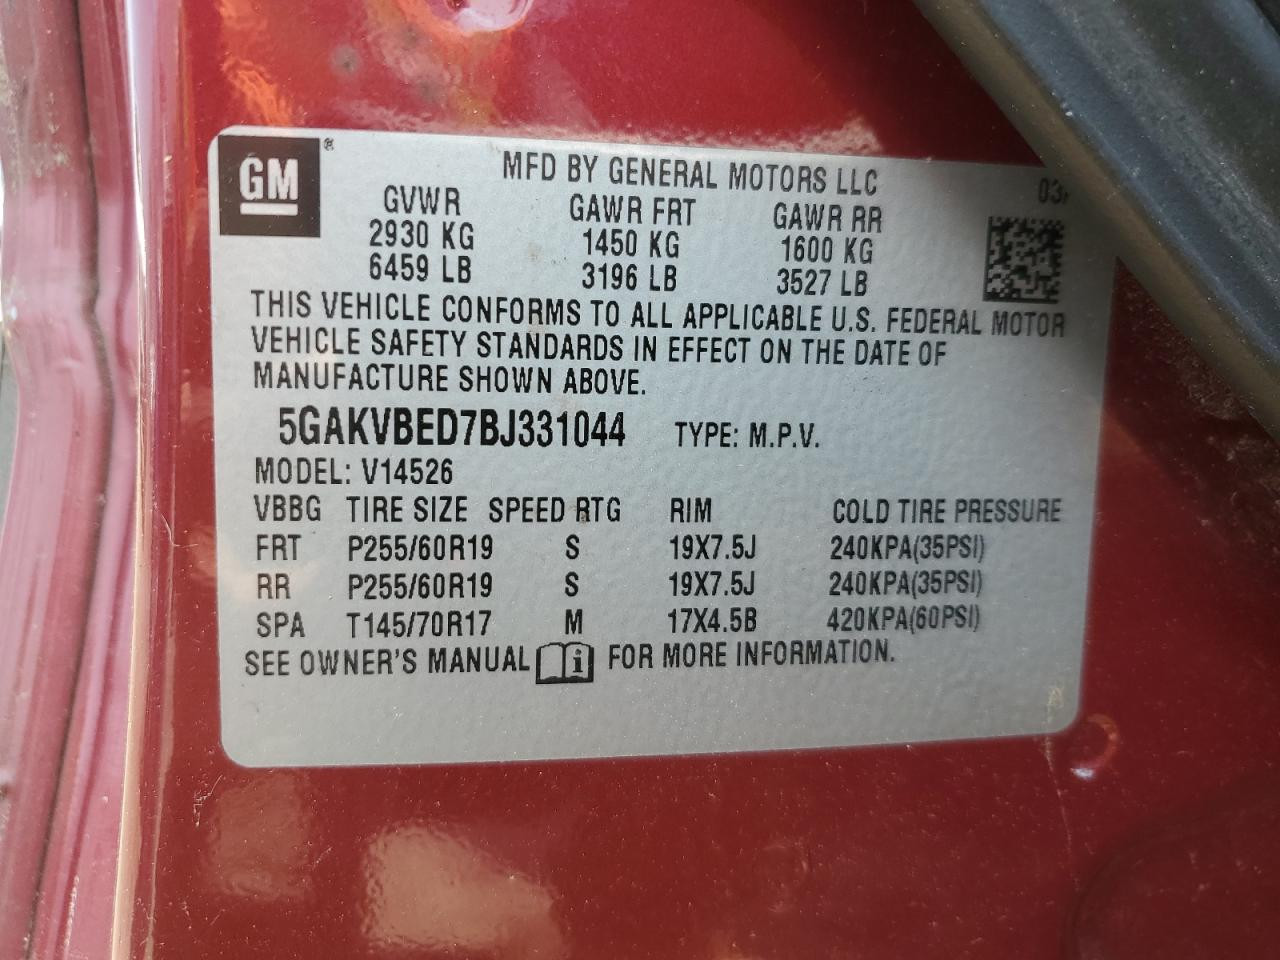 GM ®
MFD BY GENERAL MOTORS LLC 03/
GVWR GAWR FRT GAWR RR
2930 KG 1450 KG 1600 KG
6459 LB 3196 LB 3527 LB
THIS VEHICLE CONFORMS TO ALL APPLICABLE U.S. FEDERAL MOTOR
VEHICLE SAFETY STANDARDS IN EFFECT ON THE DATE OF
MANUFACTURE SHOWN ABOVE.
5GAKVBED7BJ331044 TYPE: M.P.V.
MODEL: V14526
VBBG TIRE SIZE SPEED RTG RIM COLD TIRE PRESSURE
FRT P255/60R19 S 19X7.5J 240KPA(35PSI)
RR P255/60R19 S 19X7.5J 240KPA(35PSI)
SPA T145/70R17 M 17X4.5B 420KPA(60PSI)
SEE OWNER'S MANUAL i FOR MORE INFORMATION.